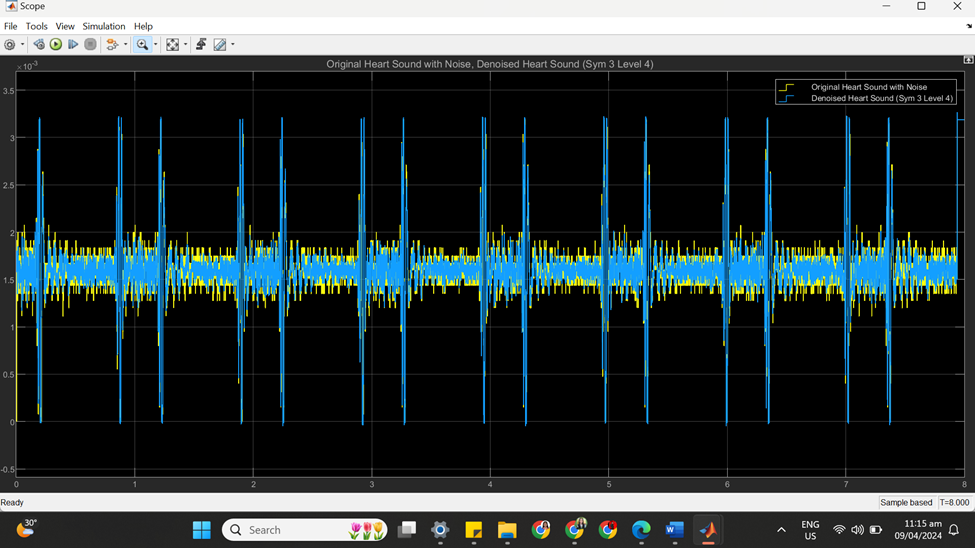 Scope
File Tools View Simulation Help
×10⁻³
Original Heart Sound with Noise, Denoised Heart Sound (Sym 3 Level 4)
Original Heart Sound with Noise
Denoised Heart Sound (Sym 3 Level 4)
3.5
3
2.5
2
1.5
1
0.5
0
-0.5
0 1 2 3 4 5 6 7 8
Ready
Sample based T=8.000
30°
Search
ENG
US
11:15 am
09/04/2024